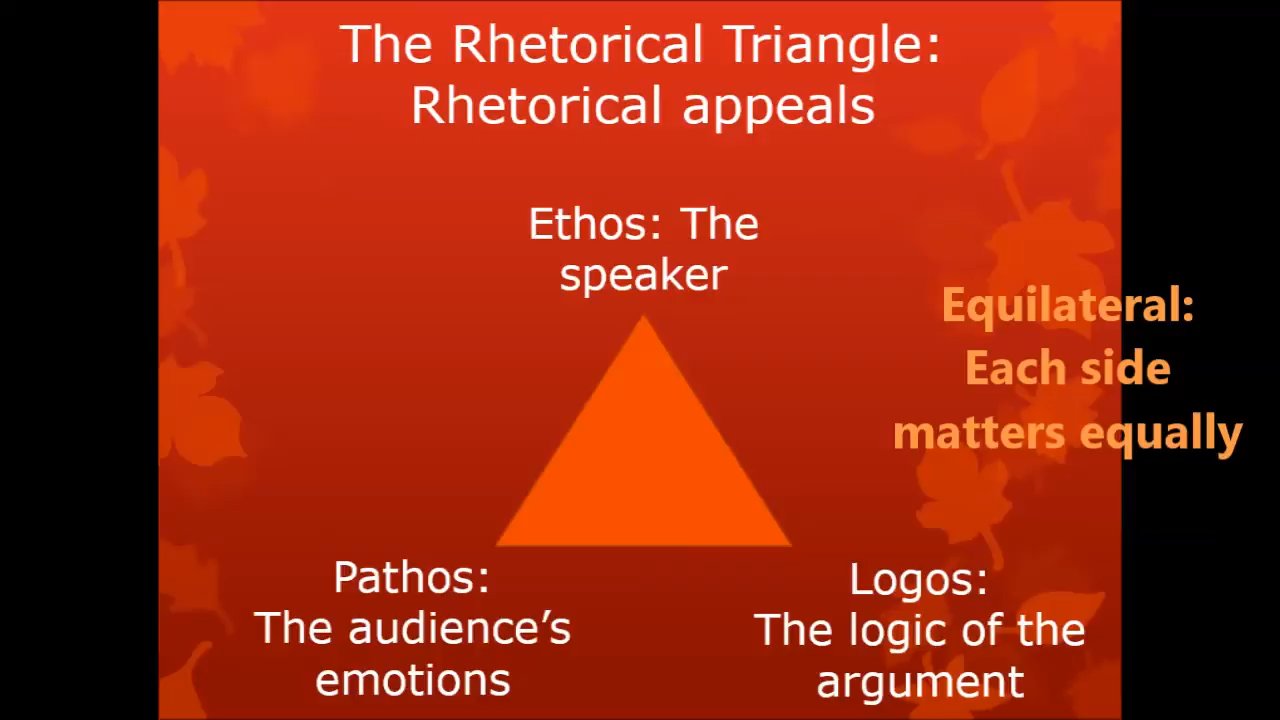 The Rhetorical Triangle:
Rhetorical appeals
Ethos: The
speaker
Equilateral:
Each side
matters equally
Pathos:
The audience’s
emotions
Logos:
The logic of the
argument